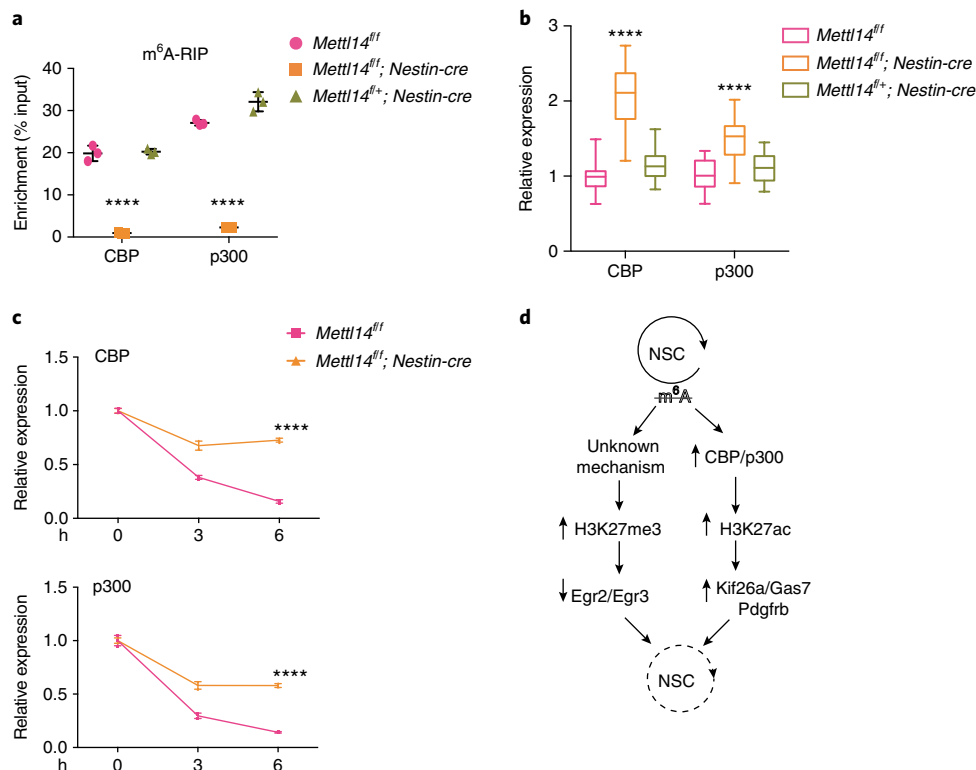 a
m⁶A-RIP
Mettl14f/f
Mettl14f/f; Nestin-cre
Mettl14f/+; Nestin-cre
Enrichment (% input)
40
30
20
10
0
****
****
CBP
p300
b
Relative expression
3
2
1
0
****
****
CBP
p300
Mettl14f/f
Mettl14f/f; Nestin-cre
Mettl14f/+; Nestin-cre
c
Mettl14f/f
Mettl14f/f; Nestin-cre
CBP
Relative expression
1.5
1.0
0.5
0.0
****
h
0
3
6
p300
Relative expression
1.5
1.0
0.5
0.0
****
h
0
3
6
d
NSC
m⁶A
Unknown
mechanism
CBP/p300
H3K27me3
H3K27ac
Egr2/Egr3
Kif26a/Gas7
Pdgfrb
NSC